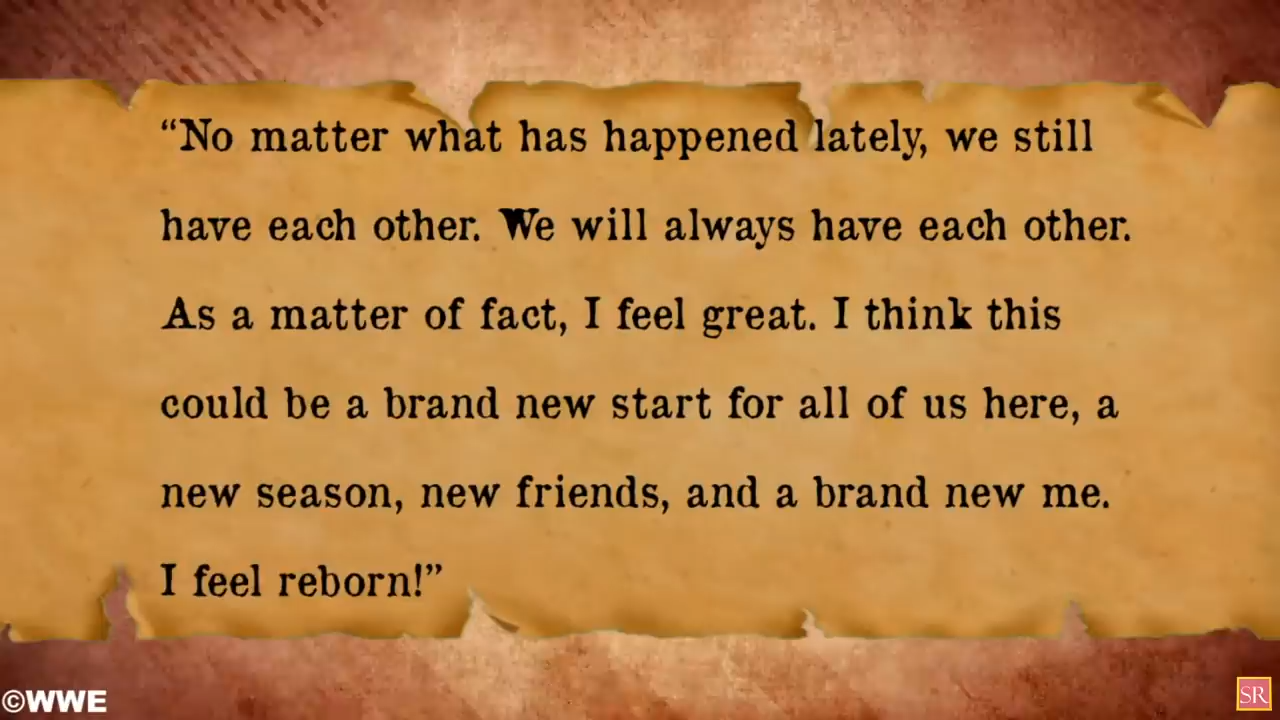 “No matter what has happened lately, we still
have each other. We will always have each other.
As a matter of fact, I feel great. I think this
could be a brand new start for all of us here, a
new season, new friends, and a brand new me.
I feel reborn!”
©WWE
SR